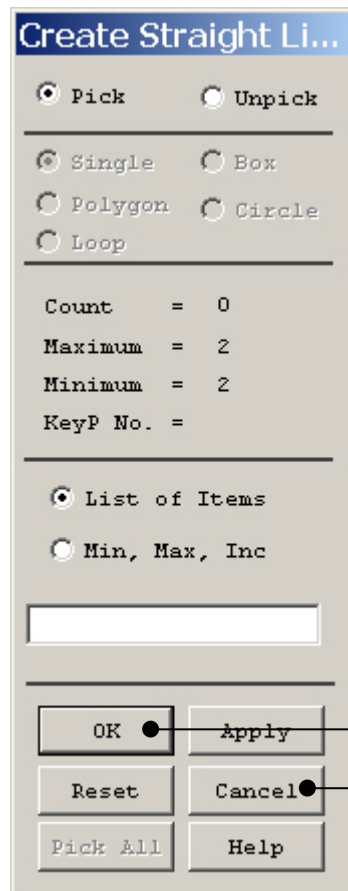 Create Straight Li...
Pick Unpick
Single Box
Polygon Circle
Loop
Count = 0
Maximum = 2
Minimum = 2
KeyP No. =
List of Items
Min, Max, Inc
OK Apply
Reset Cancel
Pick All Help